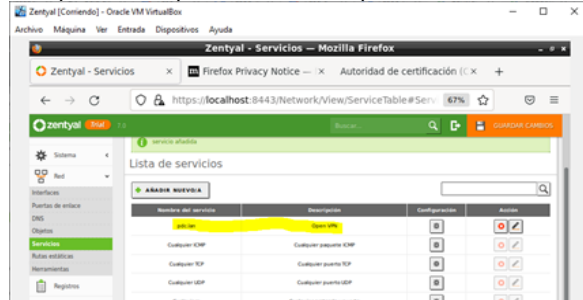 Zentyal [Corriendo] - Oracle VM VirtualBox
Archivo Máquina Ver Entrada Dispositivos Ayuda
Zentyal - Servicios — Mozilla Firefox
Zentyal - Servicios × Firefox Privacy Notice — × Autoridad de certificación (C × +
https://localhost:8443/Network/View/ServiceTable#Serv 67%
zentyal Trial 7.0 Buscar... GUARDAR CAMBIOS
servicio añadida
Sistema
Lista de servicios
Red
Interfaces
AÑADIR NUEVO/A
Puertas de enlace
DNS
Nombre del servicio Descripción Configuración Acción
Objetos
Open VPN
Servicios
Rutas estáticas
Cualquier ICMP Cualquier paquete ICMP
Herramientas
Cualquier TCP Cualquier puerto TCP
Registros
Cualquier UDP Cualquier puerto UDP